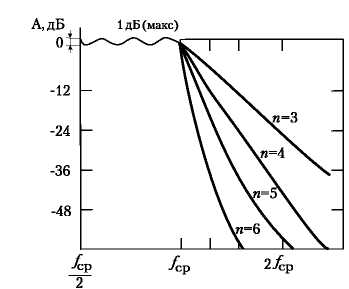 A, дБ
1 дБ (макс)
0
-12
-24
-36
-48
n=3
n=4
n=5
n=6
fср
2
fср
2fср